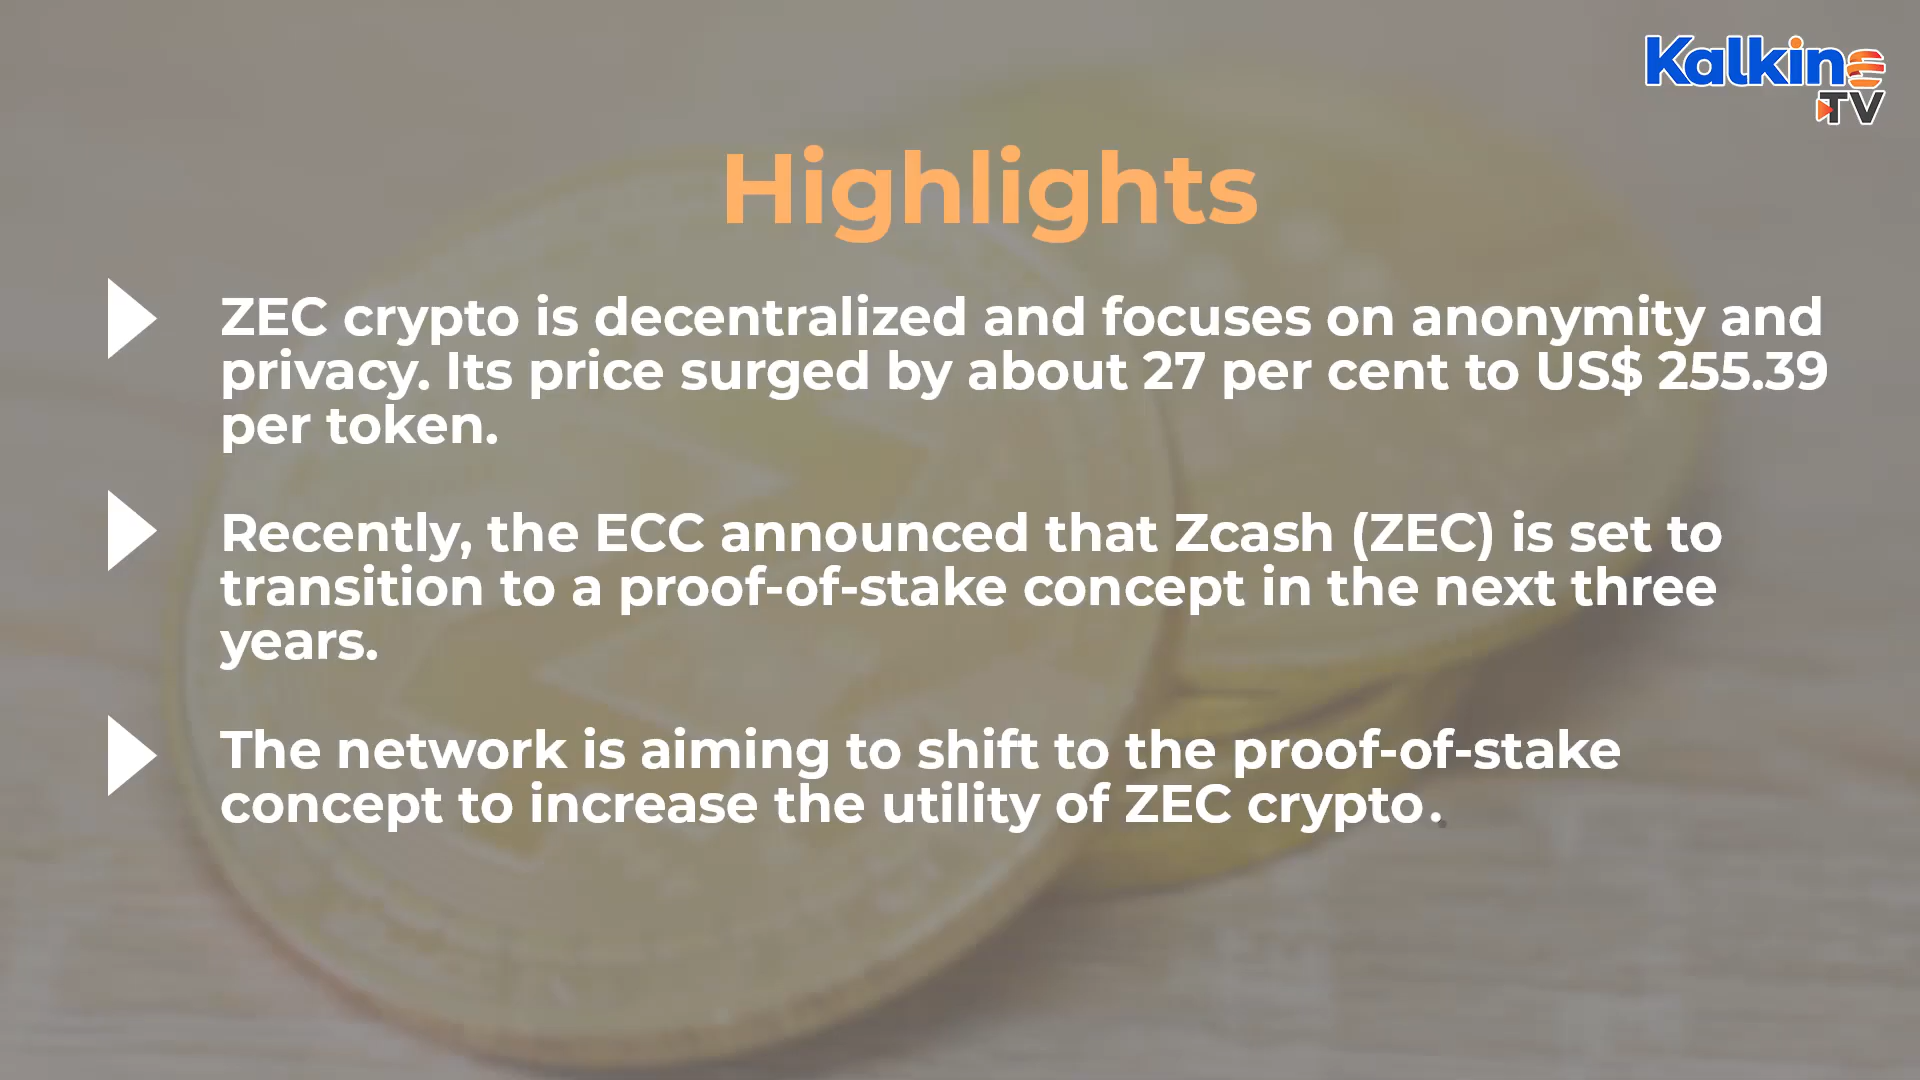 Kalkine
TV
Highlights
ZEC crypto is decentralized and focuses on anonymity and
privacy. Its price surged by about 27 per cent to US$ 255.39
per token.
Recently, the ECC announced that Zcash (ZEC) is set to
transition to a proof-of-stake concept in the next three
years.
The network is aiming to shift to the proof-of-stake
concept to increase the utility of ZEC crypto.